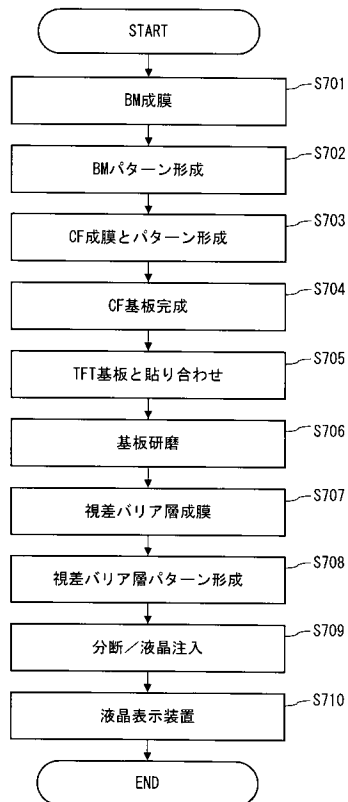 START
S701
BM成膜
S702
BMパターン形成
S703
CF成膜とパターン形成
S704
CF基板完成
S705
TFT基板と貼り合わせ
S706
基板研磨
S707
視差バリア層成膜
S708
視差バリア層パターン形成
S709
分断／液晶注入
S710
液晶表示装置
END